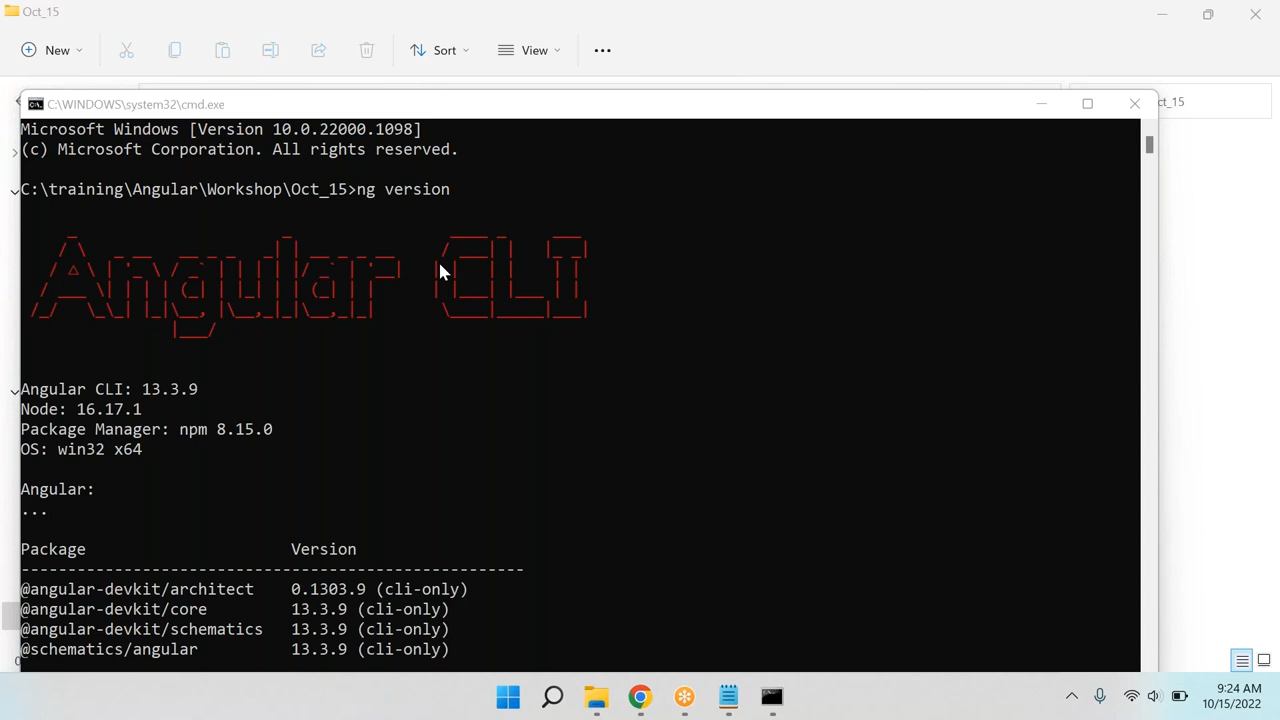 Oct_15
New
Sort
View
C:\WINDOWS\system32\cmd.exe
ct_15
Microsoft Windows [Version 10.0.22000.1098]
(c) Microsoft Corporation. All rights reserved.
C:\training\Angular\Workshop\Oct_15>ng version
Angular CLI
Angular CLI: 13.3.9
Node: 16.17.1
Package Manager: npm 8.15.0
OS: win32 x64
Angular:
...
Package Version
------------------------------------------------------
@angular-devkit/architect 0.1303.9 (cli-only)
@angular-devkit/core 13.3.9 (cli-only)
@angular-devkit/schematics 13.3.9 (cli-only)
@schematics/angular 13.3.9 (cli-only)
9:24 AM
10/15/2022